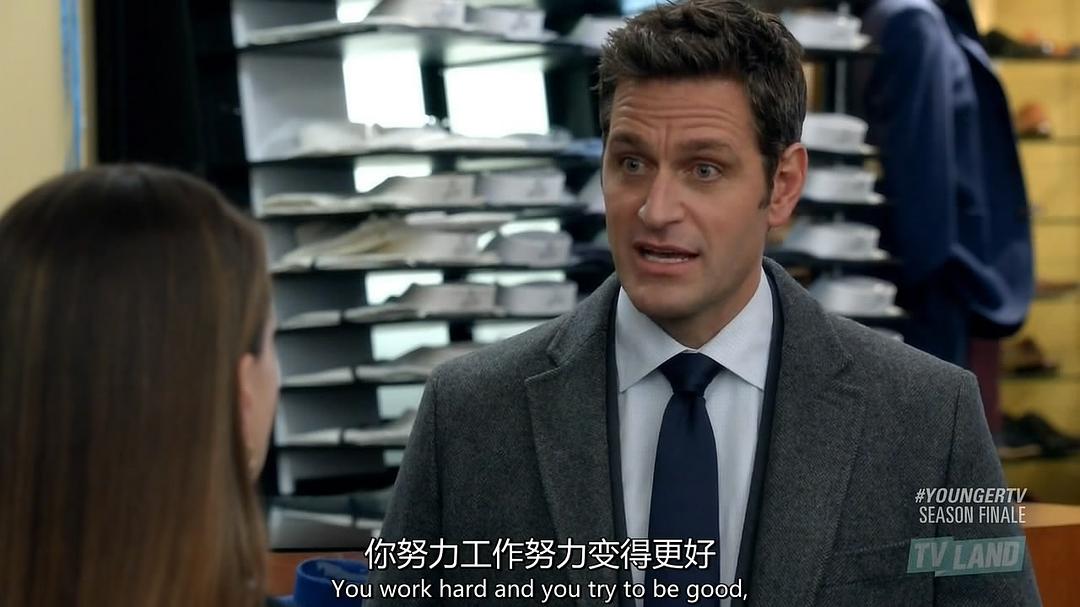 #YOUNGERTV
SEASON FINALE
TV LAND
你努力工作努力变得更好
You work hard and you try to be good,